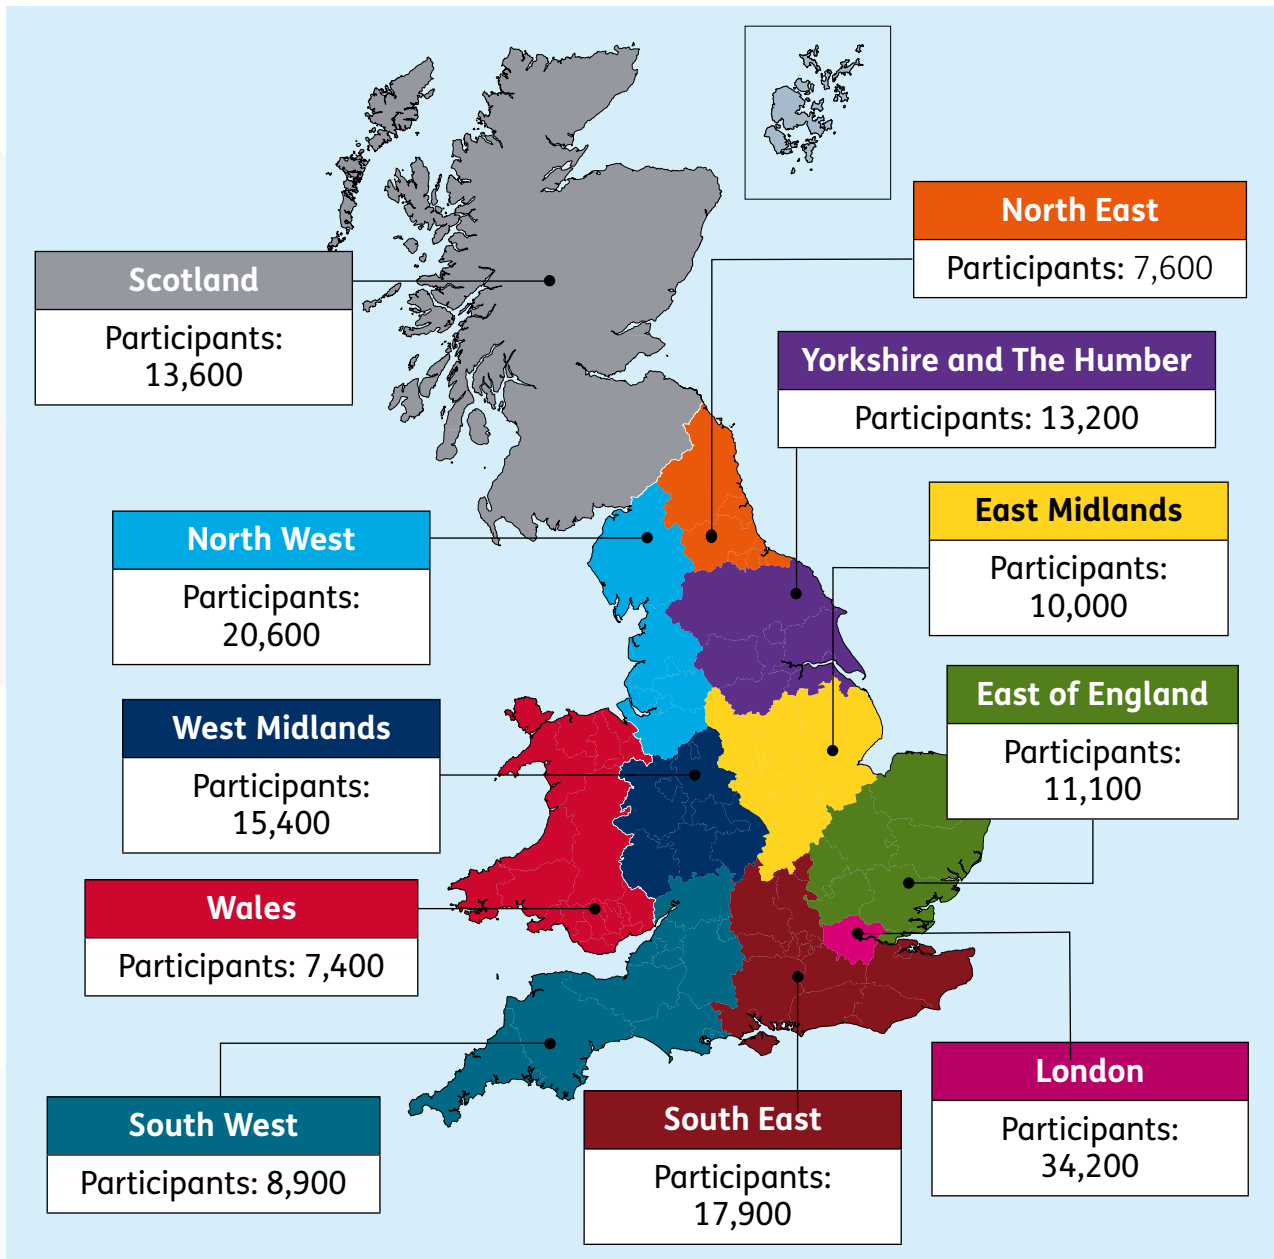 North East
Participants: 7,600
Scotland
Participants:
13,600
Yorkshire and The Humber
Participants: 13,200
East Midlands
Participants:
10,000
North West
Participants:
20,600
East of England
Participants:
11,100
West Midlands
Participants:
15,400
Wales
Participants: 7,400
London
Participants:
34,200
South West
Participants: 8,900
South East
Participants:
17,900